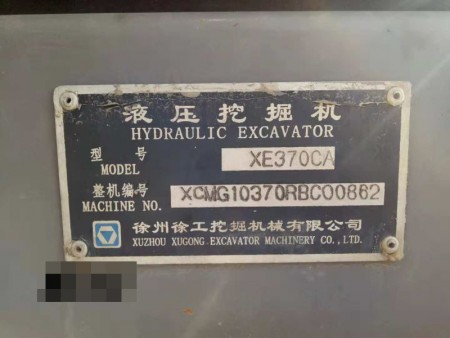 液压挖掘机
HYDRAULIC EXCAVATOR
型号 XE370CA
MODEL
整机编号 XCMG10370RBC00862
MACHINE NO.
徐州徐工挖掘机械有限公司
XUZHOU XUGONG EXCAVATOR MACHINERY CO., LTD.